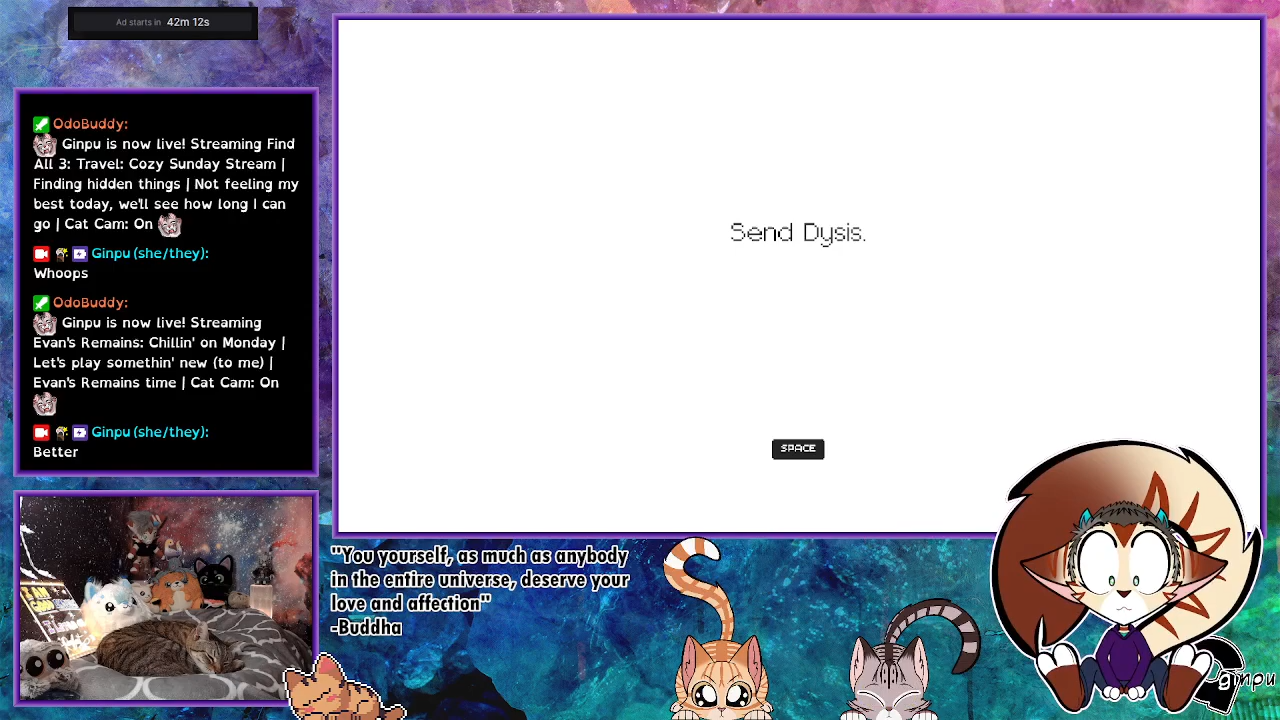 Ad starts in 42m 12s
OdoBuddy:
Ginpu is now live! Streaming Find
All 3: Travel: Cozy Sunday Stream |
Finding hidden things | Not feeling my
best today, we'll see how long I can
go | Cat Cam: On
Ginpu (she/they):
Whoops
OdoBuddy:
Ginpu is now live! Streaming
Evan's Remains: Chillin' on Monday |
Let's play somethin' new (to me) |
Evan's Remains time | Cat Cam: On
Ginpu (she/they):
Better
Send Dysis.
SPACE
"You yourself, as much as anybody
in the entire universe, deserve your
love and affection"
-Buddha
ginpu